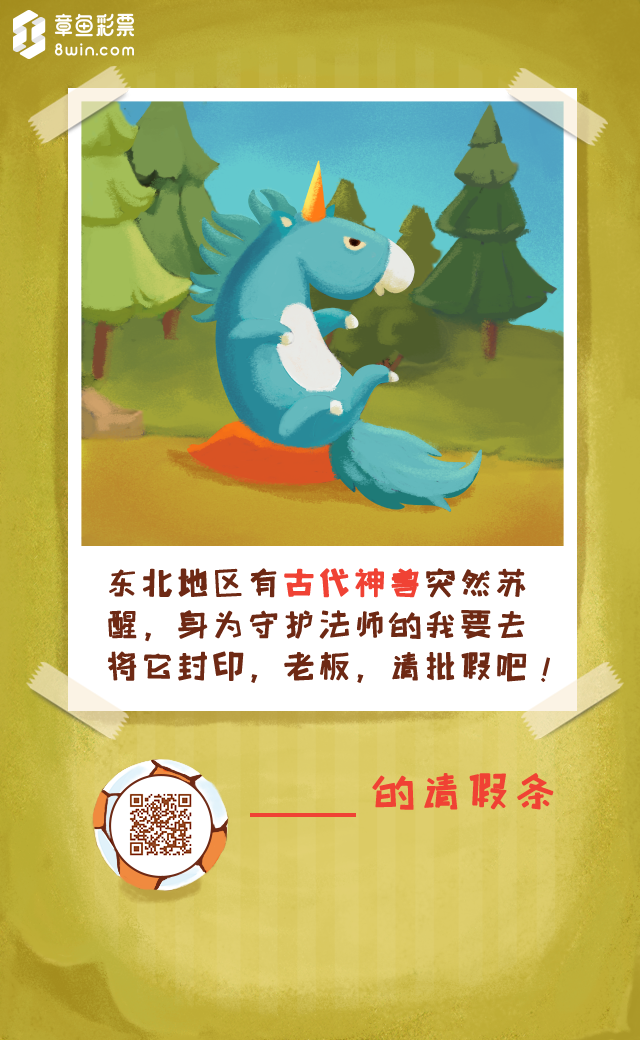 章鱼彩票
8win.com
东北地区有古代神兽突然苏
醒，身为守护法师的我要去
将它封印，老板，请批假吧！
的请假条